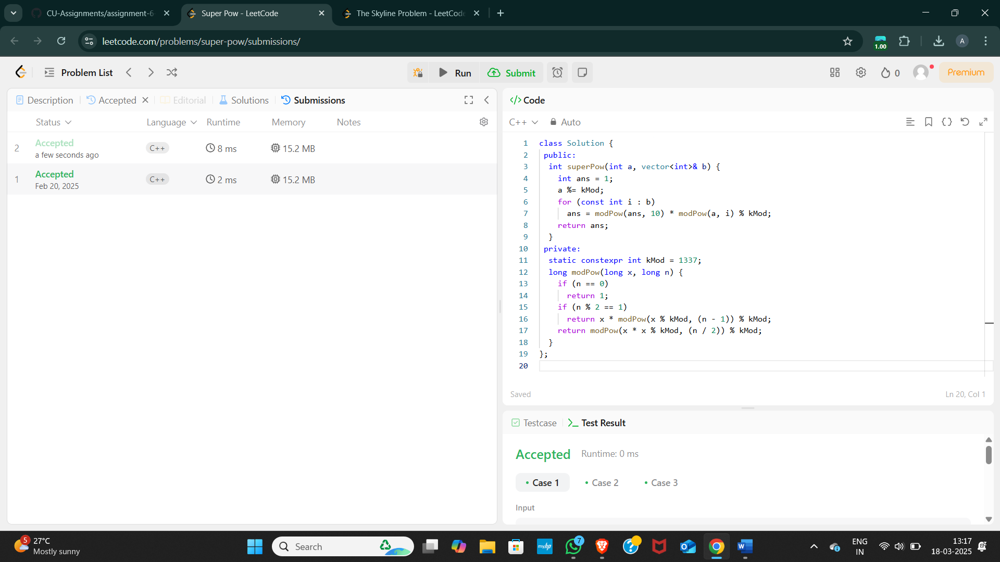 CU-Assignments/assignment-6
Super Pow - LeetCode
The Skyline Problem - LeetCode
leetcode.com/problems/super-pow/submissions/
1.00
A
Problem List
Run
Submit
0
Premium
Description
Accepted
Editorial
Solutions
Submissions
Status
Language
Runtime
Memory
Notes
2
Accepted
a few seconds ago
C++
8 ms
15.2 MB
1
Accepted
Feb 20, 2025
C++
2 ms
15.2 MB
</> Code
C++
Auto
1 class Solution {
2 public:
3 int superPow(int a, vector<int>& b) {
4 int ans = 1;
5 a %= kMod;
6 for (const int i : b)
7 ans = modPow(ans, 10) * modPow(a, i) % kMod;
8 return ans;
9 }
10 private:
11 static constexpr int kMod = 1337;
12 long modPow(long x, long n) {
13 if (n == 0)
14 return 1;
15 if (n % 2 == 1)
16 return x * modPow(x % kMod, (n - 1)) % kMod;
17 return modPow(x * x % kMod, (n / 2)) % kMod;
18 }
19 };
20
Saved
Ln 20, Col 1
Testcase
Test Result
Accepted
Runtime: 0 ms
Case 1
Case 2
Case 3
Input
5
27°C
Mostly sunny
Search
myhp
7
ENG
IN
13:17
18-03-2025